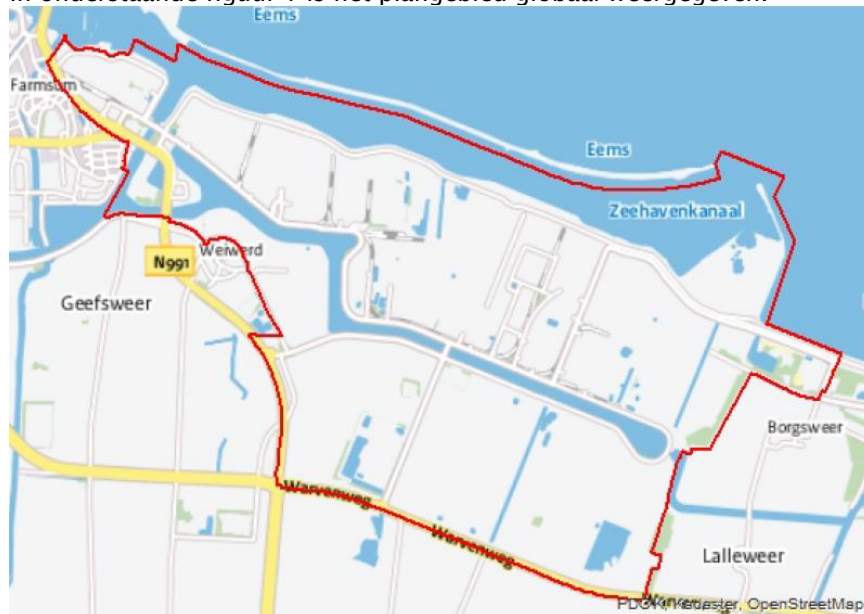 in onderstaande figuur 1 is het plangebied globaal weergegeven.
Eems
Farmsum
Eems
Zeehavenkanaal
Weiwerd
N991
Geefsweer
Borgsweer
Warvenweg
Warvenweg
Lalleweer
PDOK, Kadaster, OpenStreetMap